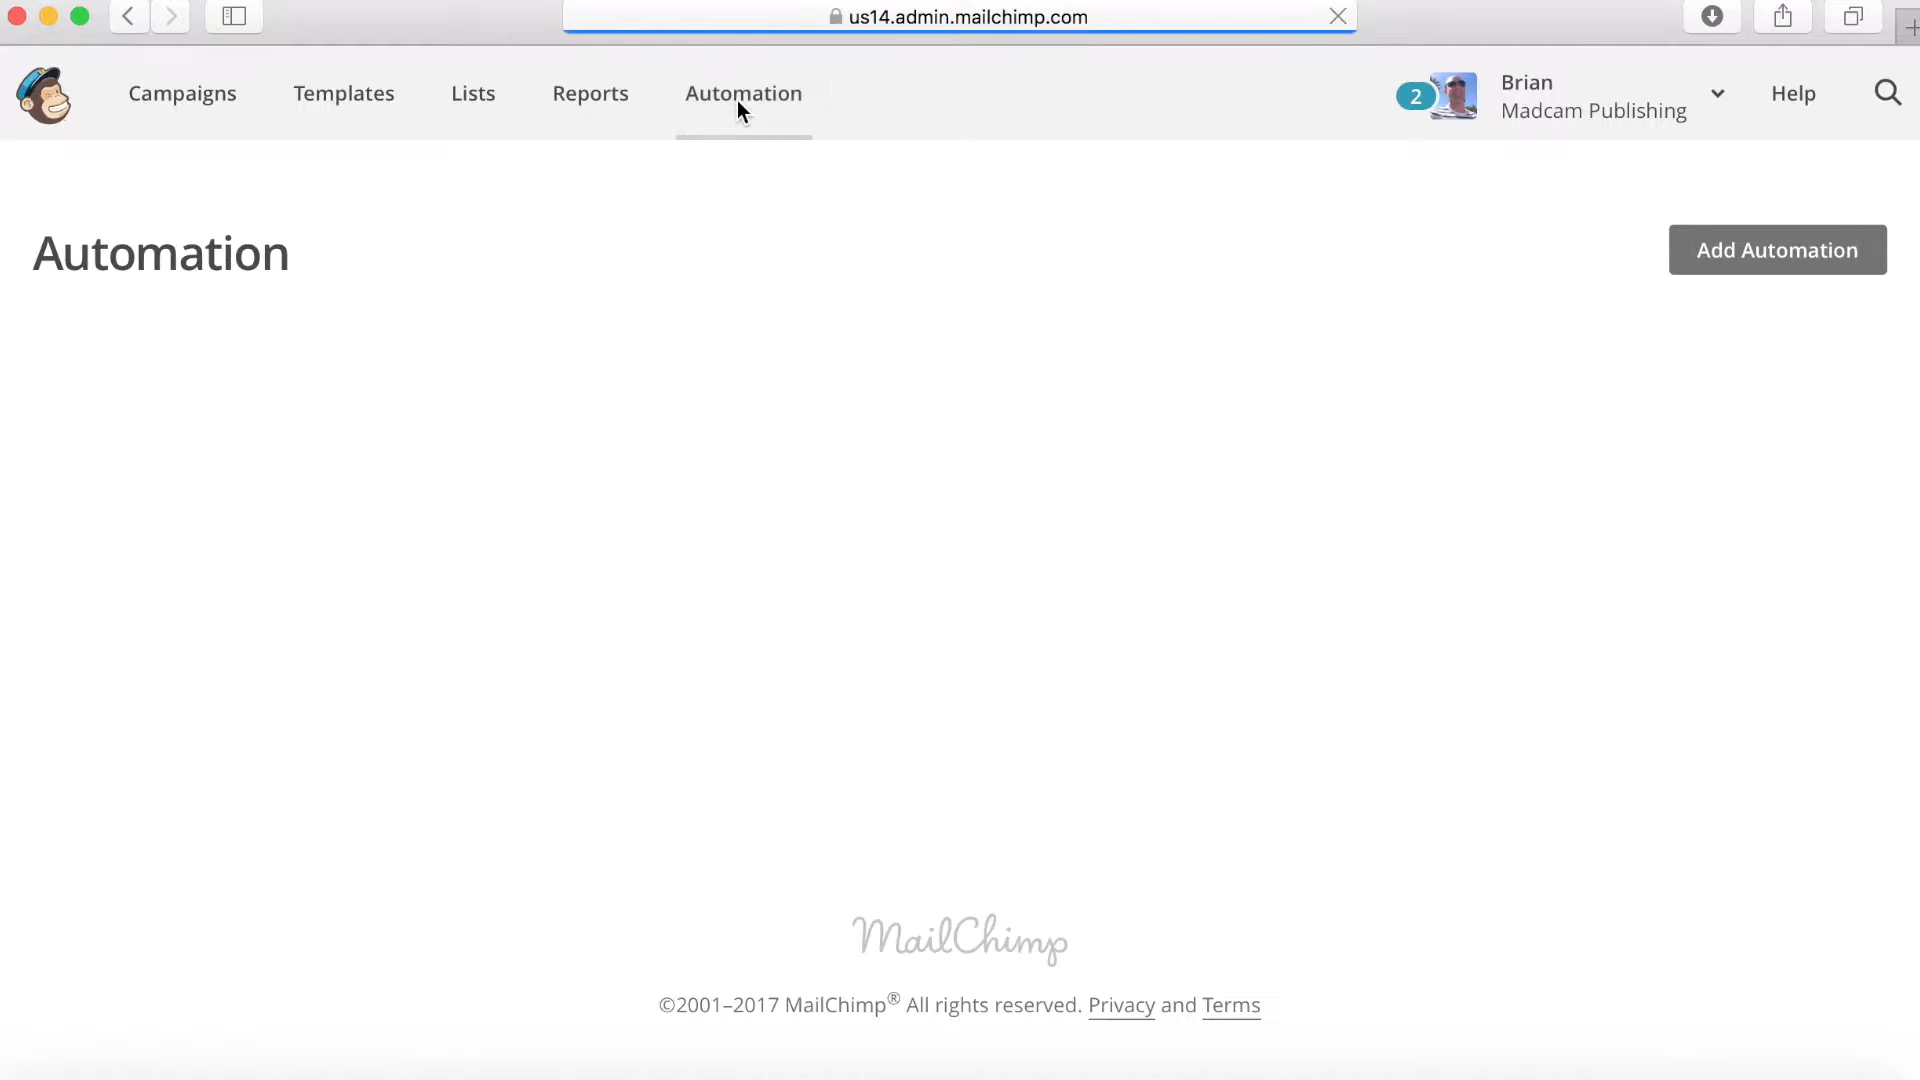 us14.admin.mailchimp.com
Campaigns
Templates
Lists
Reports
Automation
2
Brian
Madcam Publishing
Help
Automation
Add Automation
MailChimp
©2001–2017 MailChimp® All rights reserved. Privacy and Terms